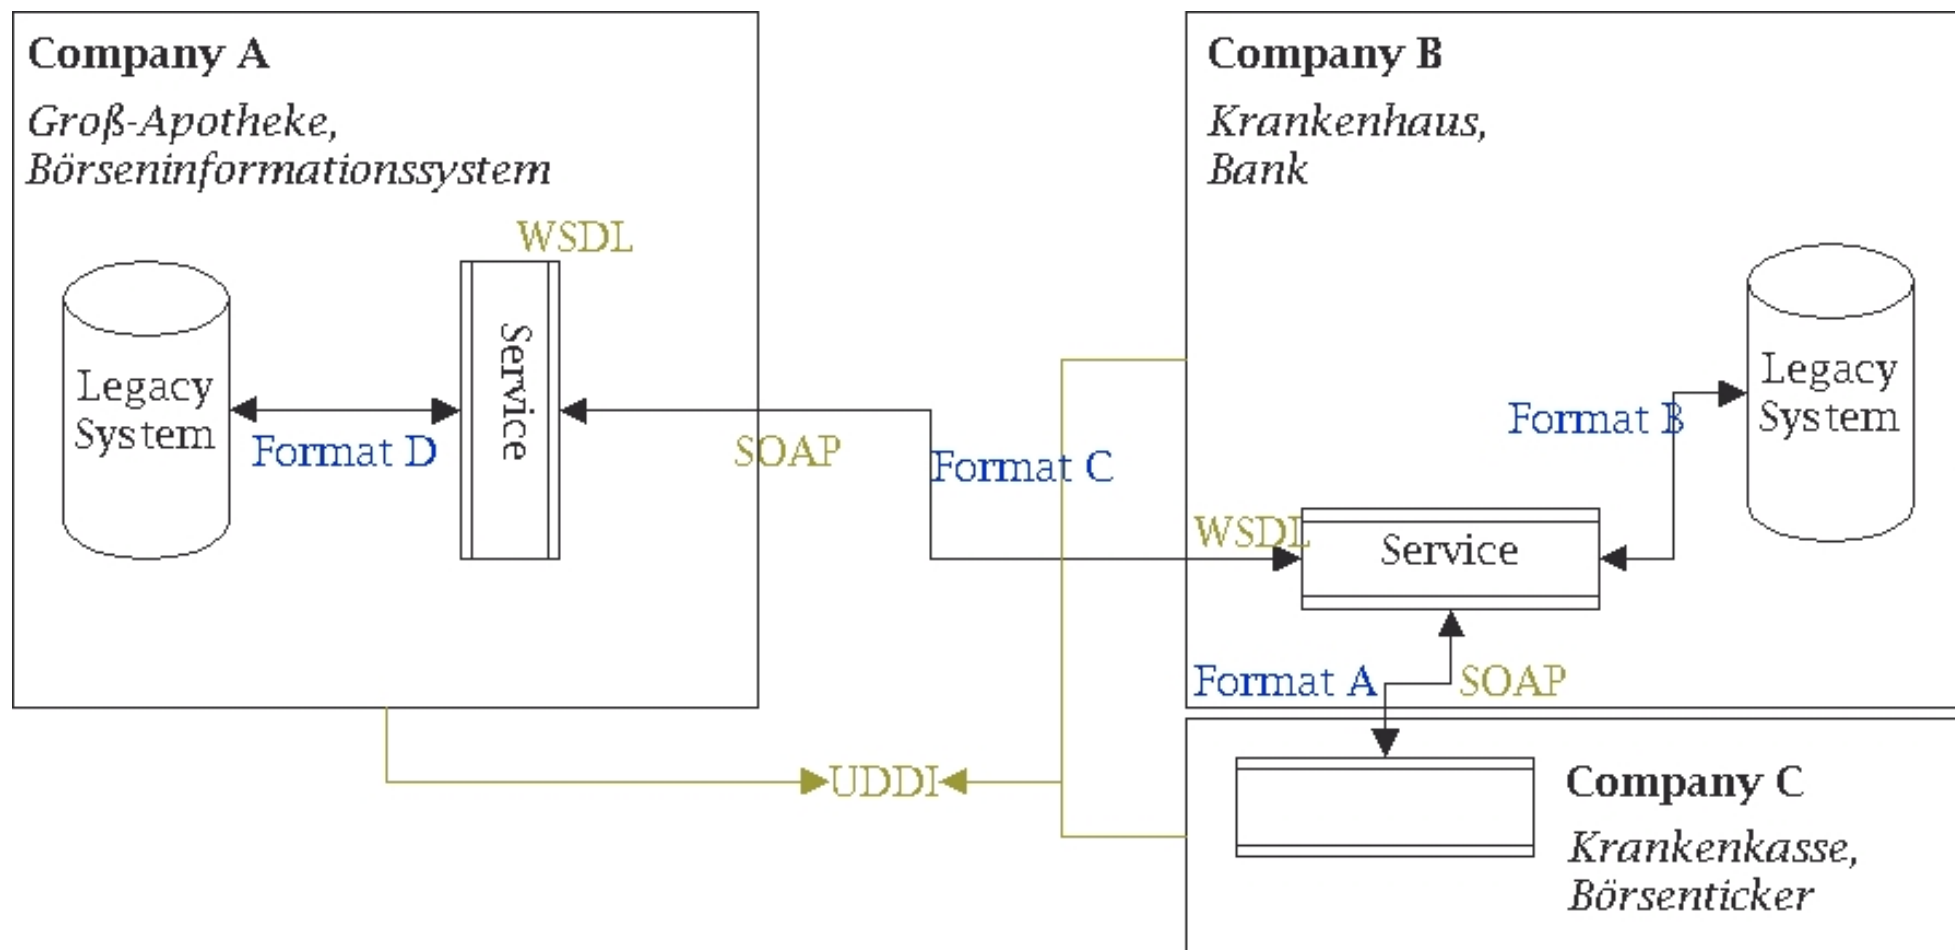 Company A
Groß-Apotheke,
Börseninformationssystem
WSDL
Legacy
System
Format D
Service
SOAP
Format C
Company B
Krankenhaus,
Bank
Legacy
System
Format B
WSDL
Service
Format A
SOAP
UDDI
Company C
Krankenkasse,
Börsenticker